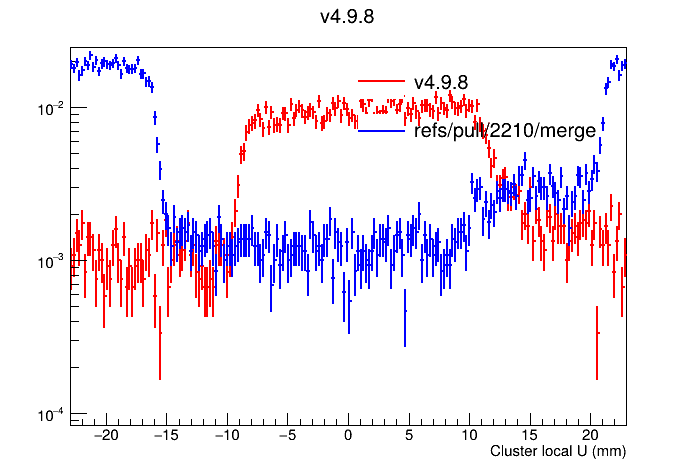 v4.9.8
v4.9.8
refs/pull/2210/merge
10⁻²
10⁻³
10⁻⁴
−20 −15 −10 −5 0 5 10 15 20
Cluster local U (mm)